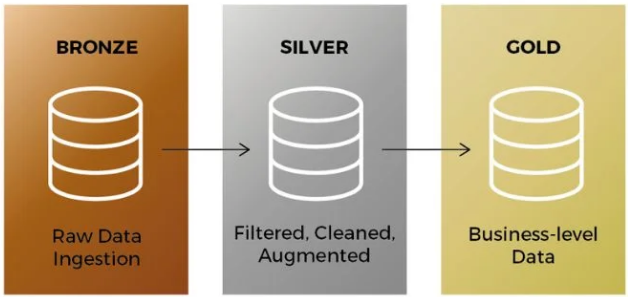 BRONZE
Raw Data
Ingestion
SILVER
Filtered, Cleaned,
Augmented
GOLD
Business-level
Data